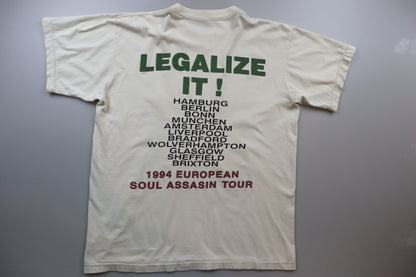 LEGALIZE
IT !
HAMBURG
BERLIN
BONN
MUNCHEN
AMSTERDAM
LIVERPOOL
BRADFORD
WOLVERHAMPTON
GLASGOW
SHEFFIELD
BRIXTON
1994 EUROPEAN
SOUL ASSASIN TOUR